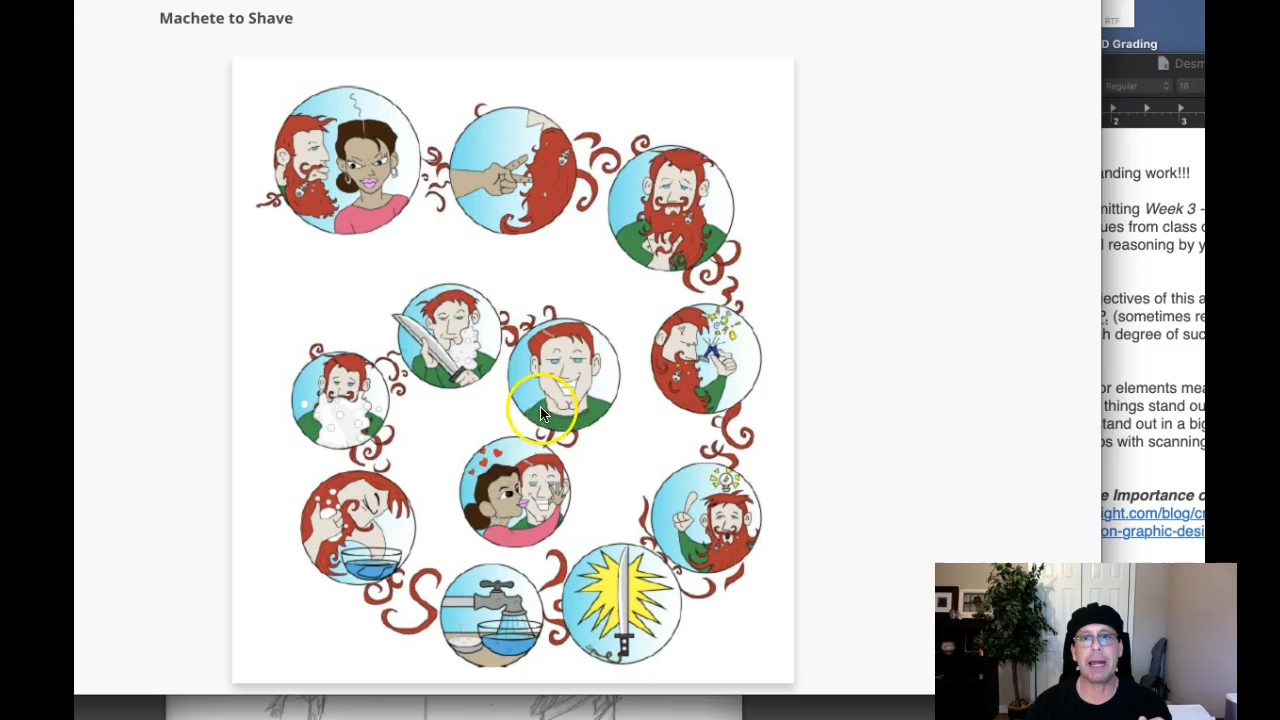 Machete to Shave
RTF
D Grading
Desm
Regular
16
2
3
anding work!!!
mitting Week 3 -
ues from class o
l reasoning by y
jectives of this a
P, (sometimes re
h degree of suc
or elements mea
things stand ou
tand out in a big
os with scanning
e Importance o
ight.com/blog/cr
on-graphic-desi